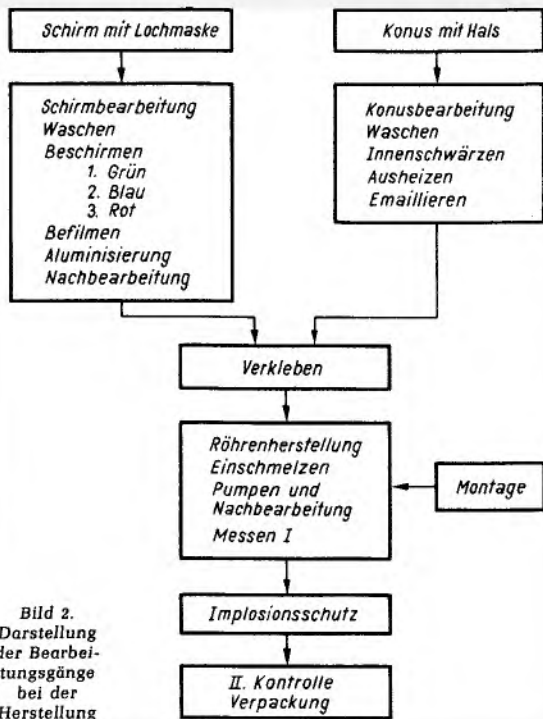 Schirm mit Lochmaske
Konus mit Hals
Schirmbearbeitung
Waschen
Beschirmen
1. Grün
2. Blau
3. Rot
Befilmen
Aluminisierung
Nachbearbeitung
Konusbearbeitung
Waschen
Innenschwärzen
Ausheizen
Emaillieren
Verkleben
Röhrenherstellung
Einschmelzen
Pumpen und
Nachbearbeitung
Messen I
Montage
Implosionsschutz
II. Kontrolle
Verpackung
Bild 2.
Darstellung
der Bearbei-
tungsgänge
bei der
Herstellung